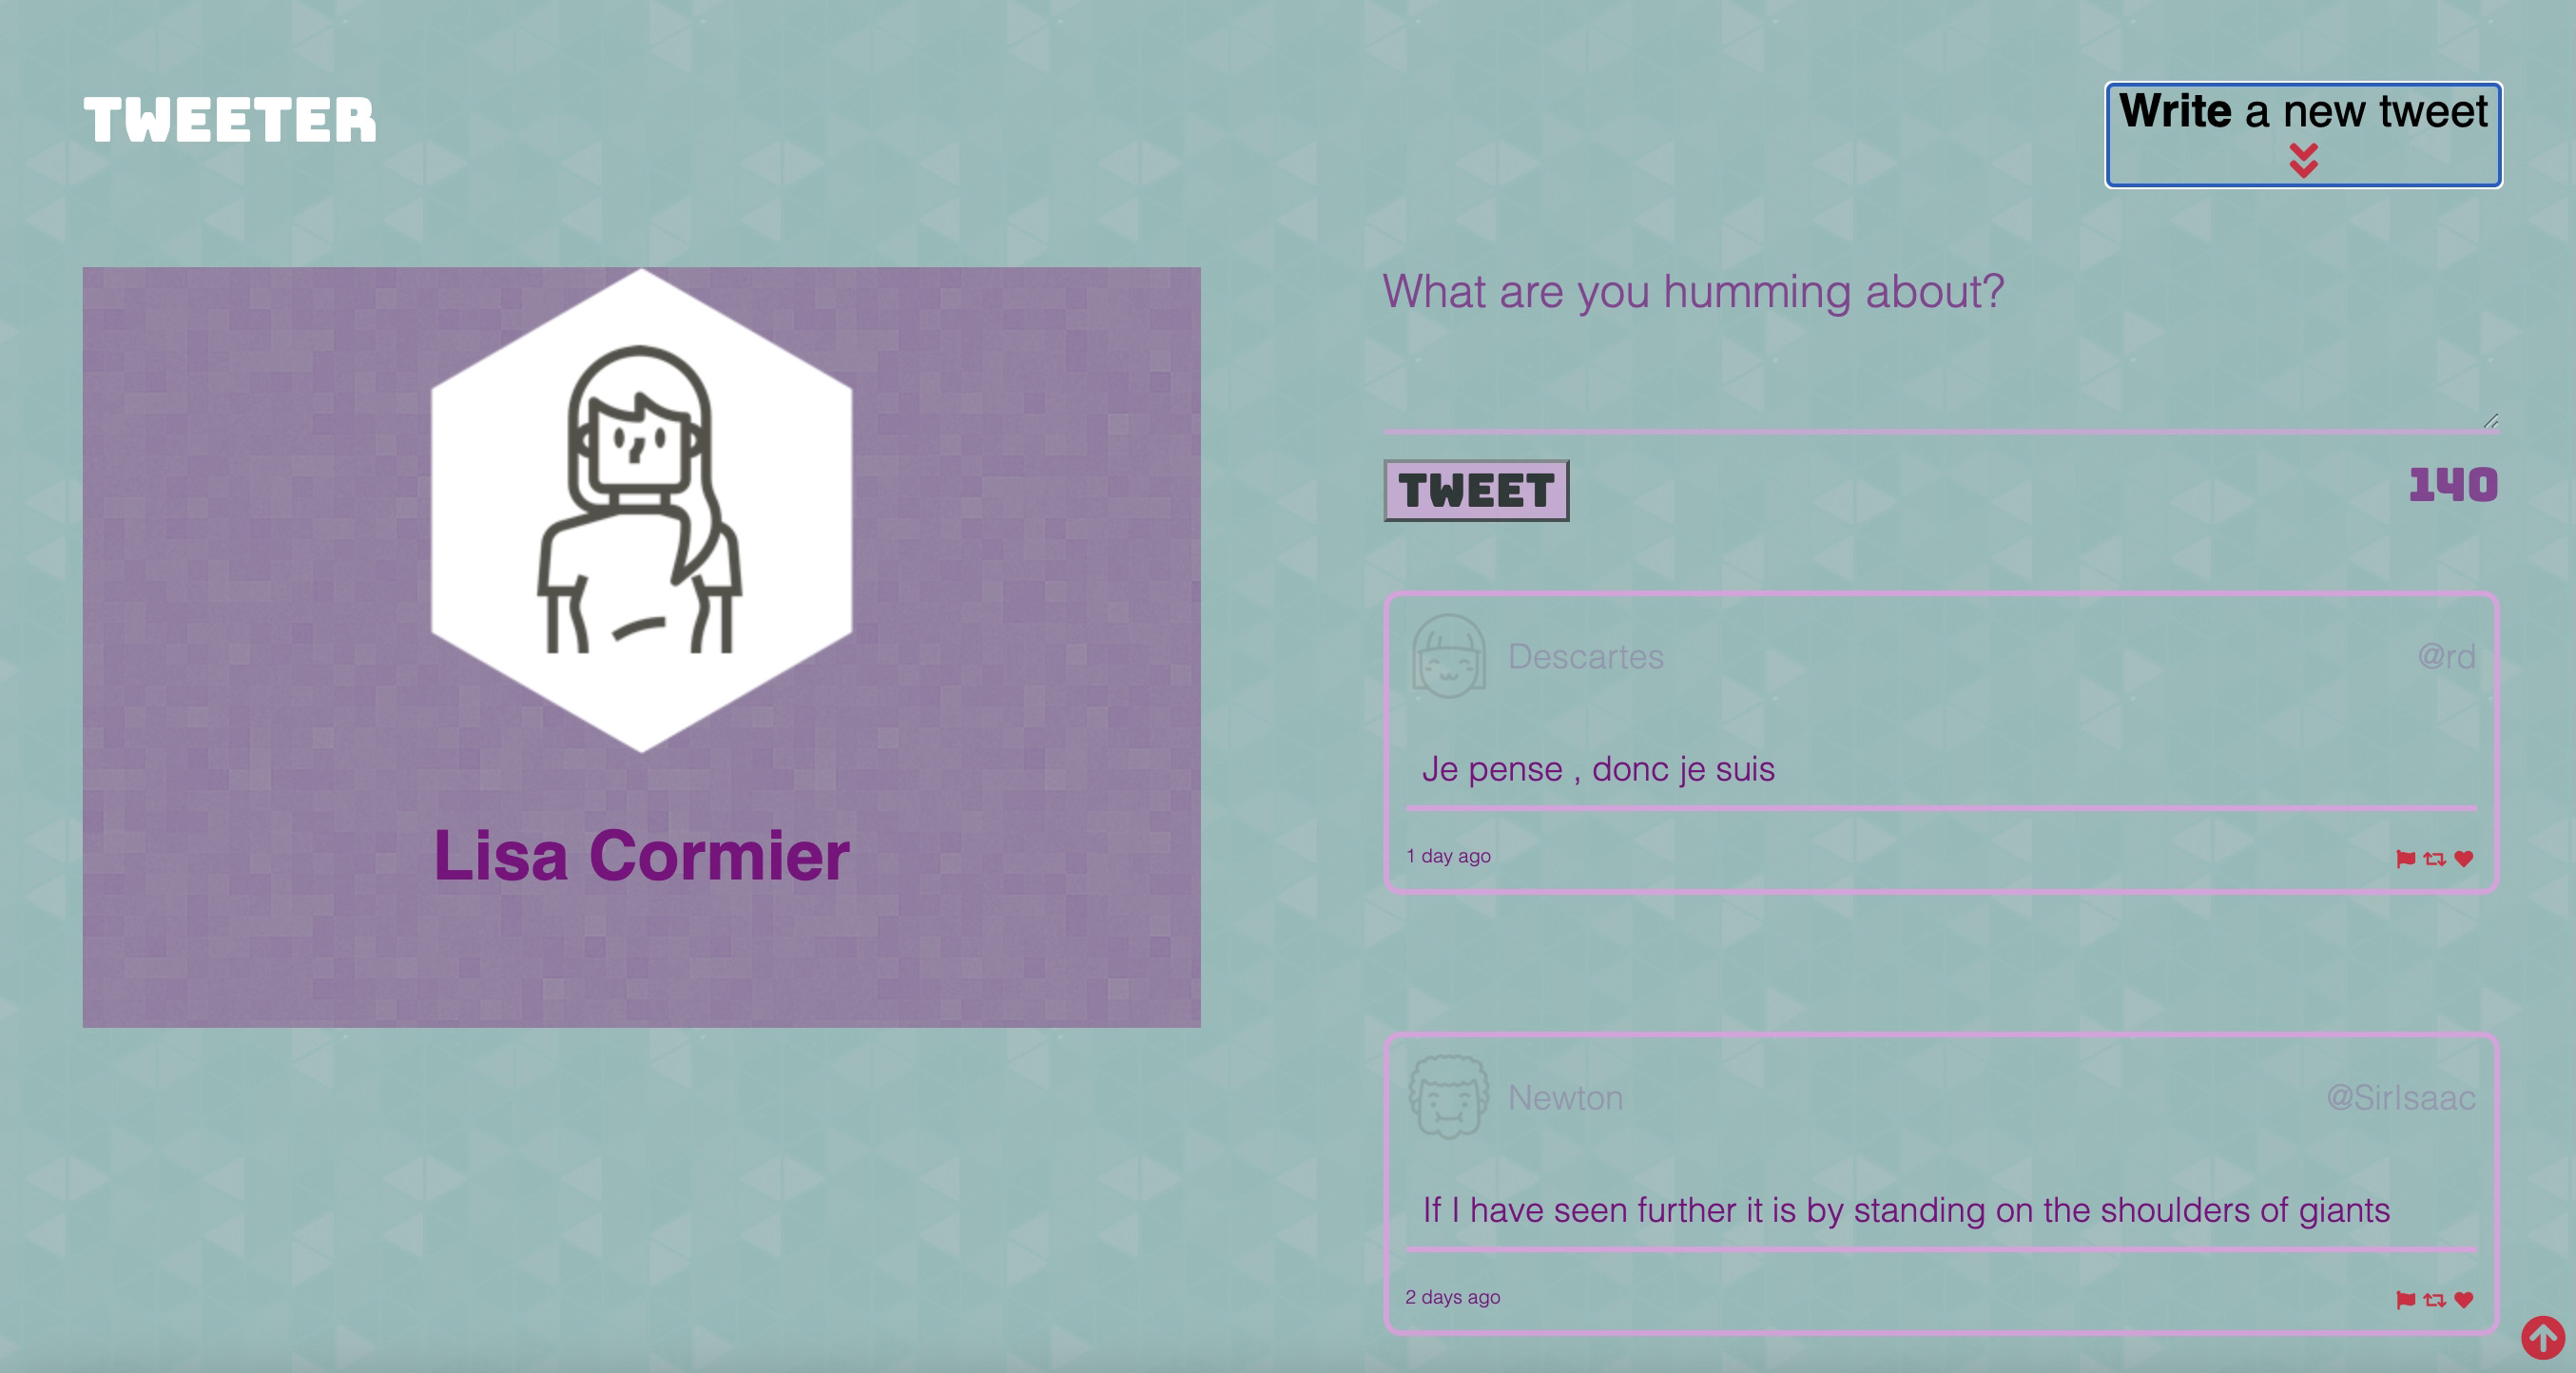 TWEETER
Write a new tweet
Lisa Cormier
What are you humming about?
TWEET
140
Descartes @rd
Je pense , donc je suis
1 day ago
Newton @SirIsaac
If I have seen further it is by standing on the shoulders of giants
2 days ago